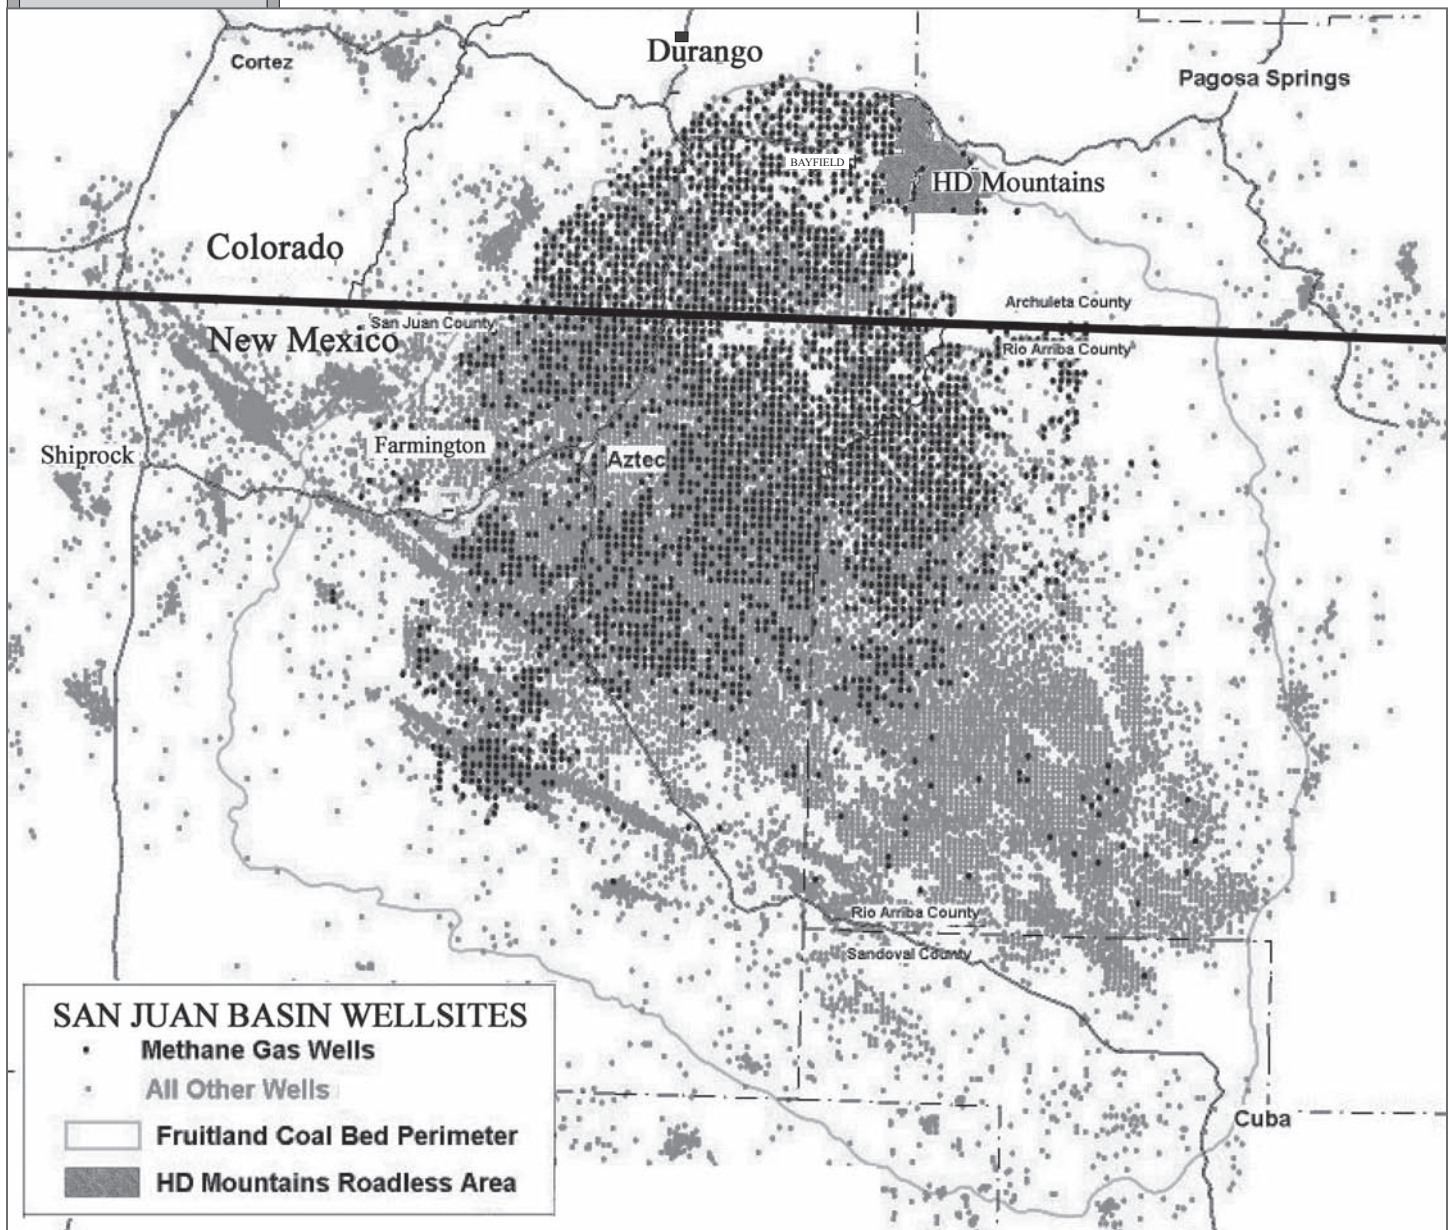 Cortez
Durango
Pagosa Springs
BAYFIELD
HD Mountains
Colorado
Archuleta County
San Juan County
New Mexico
Rio Arriba County
Shiprock
Farmington
Aztec
Rio Arriba County
Sandoval County
SAN JUAN BASIN WELLSITES
Methane Gas Wells
All Other Wells
Fruitland Coal Bed Perimeter
HD Mountains Roadless Area
Cuba